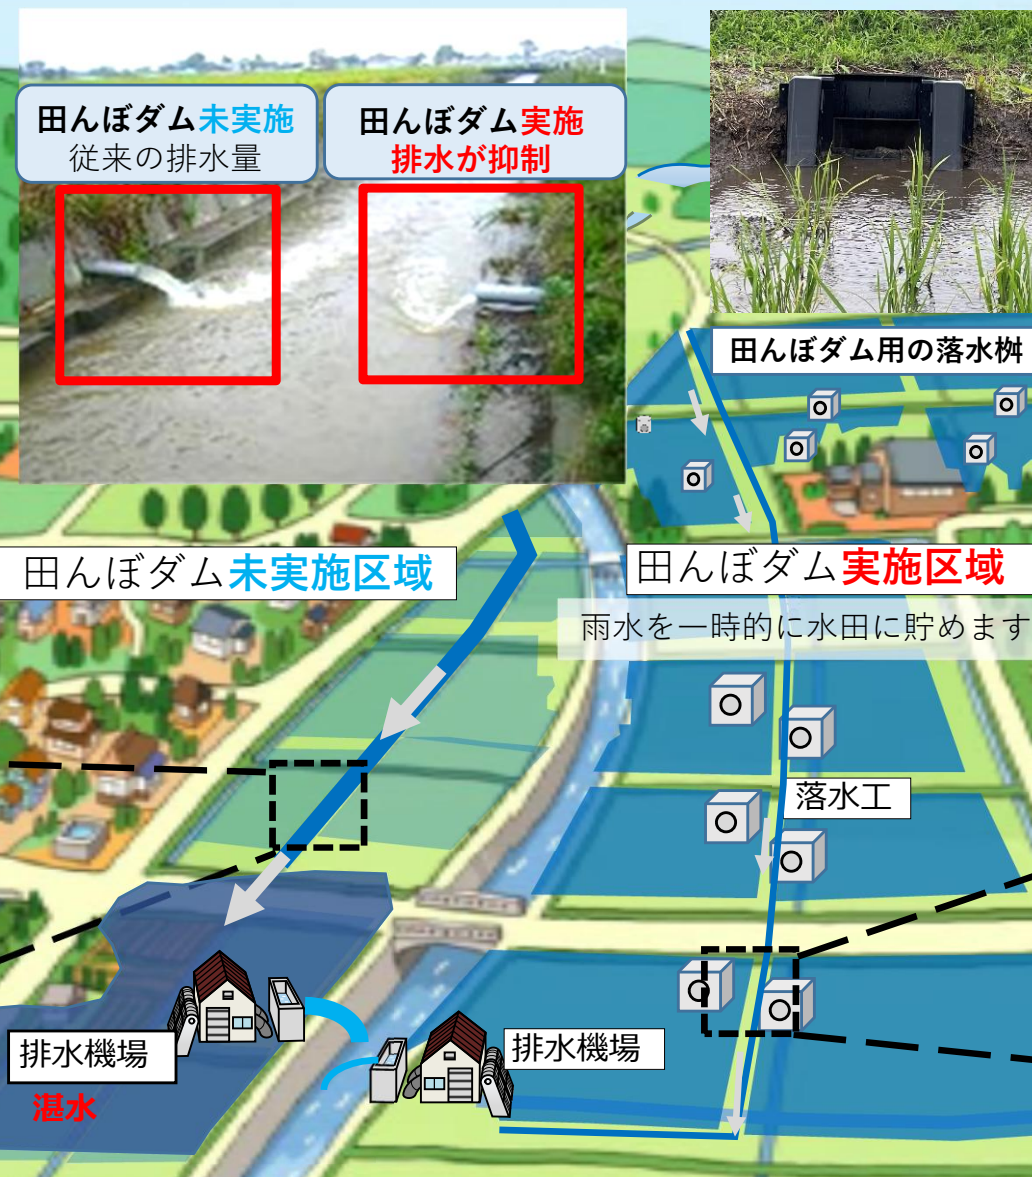 田んぼダム未実施
従来の排水量
田んぼダム実施
排水が抑制
田んぼダム用の落水桝
田んぼダム未実施区域
田んぼダム実施区域
雨水を一時的に水田に貯めます
落水工
排水機場
湛水
排水機場